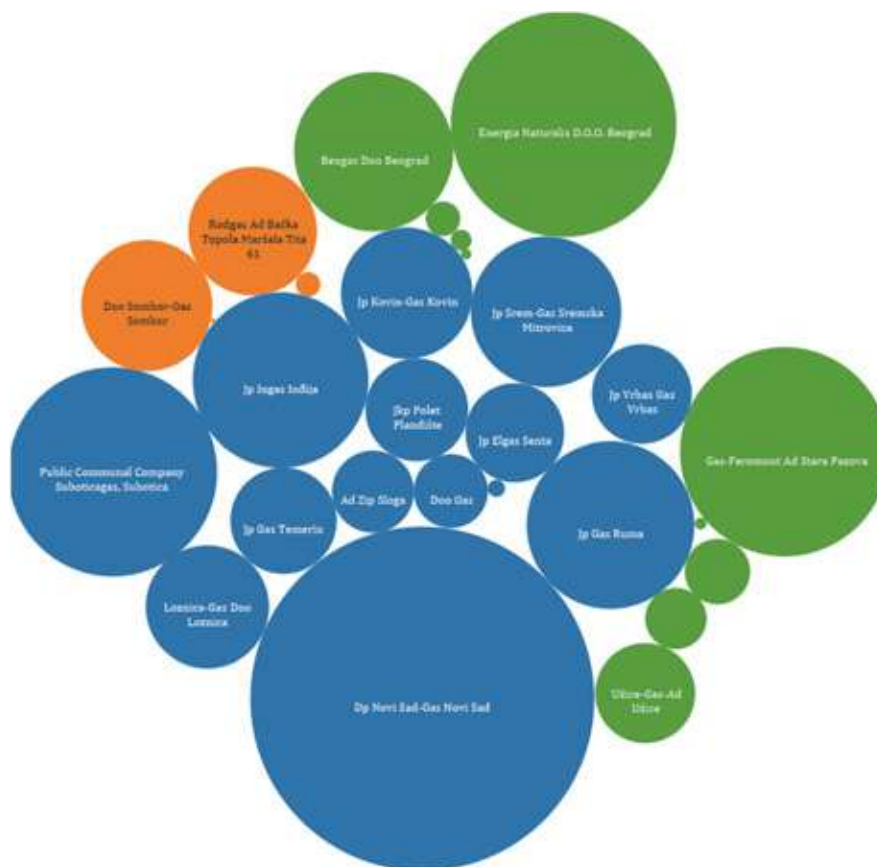 Energia Naturalis D.O.O. Beograd
Beogas Doo Beograd
Rodgas Ad Bačka
Topola Maršala Tita
61
Doo Sombor-Gas
Sombor
Jp Kovin-Gas Kovin
Jp Srem-Gas Sremska
Mitrovica
Jp Ingas Inđija
Jp Vrbas Gas
Vrbas
Jkp Polet
Plandište
Jp Elgas Senta
Gas-Feromont Ad Stara Pazova
Public Communal Company
Suboticagas, Subotica
Ad Zip Sloga
Doo Gas
Jp Gas Temerin
Jp Gas Ruma
Loznica-Gas Doo
Loznica
Užice-Gas-Ad
Užice
Dp Novi Sad-Gas Novi Sad